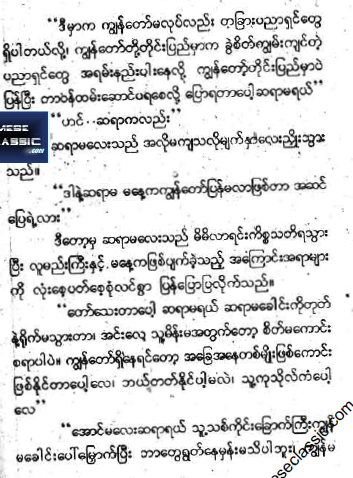 “ဒီမှာက ကျွန်တော်မလုပ်လည်း တခြားပညာရှင်တွေ
ရှိပါတယ်လို့၊ ကျွန်တော်တို့တိုင်းပြည်မှာက ခွဲစိတ်ကျွမ်းကျင်တဲ့
ပညာရှင်တွေ အရမ်းနည်းပါးနေလို့ ကျွန်တော့်တိုင်းပြည်မှာပဲ
ပြန်ပြီး တာဝန်ထမ်းဆောင်ပရစေလို့ ပြောရတာပေါ့ဆရာမရယ်”
“ဟင်..ဆရာကလည်း”
ဆရာမလေးသည် အလိုမကျသလိုမျက်နှာလေးညှိုးသွား
သည်။
“ဒါနဲ့ဆရာမ မနေ့ကကျွန်တော်ပြန်မလာဖြစ်တာ အဆင်
ပြေရဲ့လား”
ဒီတော့မှ ဆရာမလေးသည် မိမိလာရင်းကိစ္စသတိရသွား
ပြီး လူမည်းကြီးနှင့် မနေ့ကဖြစ်ပျက်ခဲ့သည့် အကြောင်းအရာများ
ကို လုံးစေ့ပတ်စေ့စုံလင်စွာ ပြန်ပြောပြလိုက်သည်။
“တော်သေးတာပေါ့ ဆရာမရယ် ဆရာမခေါင်းကိုတုတ်
နဲ့ရိုက်မသွားတာ၊ အင်းလေ သူ့မိန်းမအတွက်တော့ စိတ်မကောင်း
စရာပါပဲ။ ကျွန်တော်ရှိနေရင်တော့ အခြေအနေတစ်မျိုးဖြစ်ကောင်း
ဖြစ်နိုင်တာပေါ့လေ၊ ဘယ်တတ်နိုင်ပါ့မလဲ၊ သူ့ကုသိုလ်ကံပေါ့
လေ”
“အောင်မလေးဆရာရယ် သူ့သစ်ကိုင်းခြောက်ကြီးကျွန်
မခေါင်းပေါ်မြှောက်ပြီး ဘာတွေရွတ်နေမှန်းမသိပါဘူး၊ ကျွန်မ
MESE
CLASSIC
.com
seclassic.com